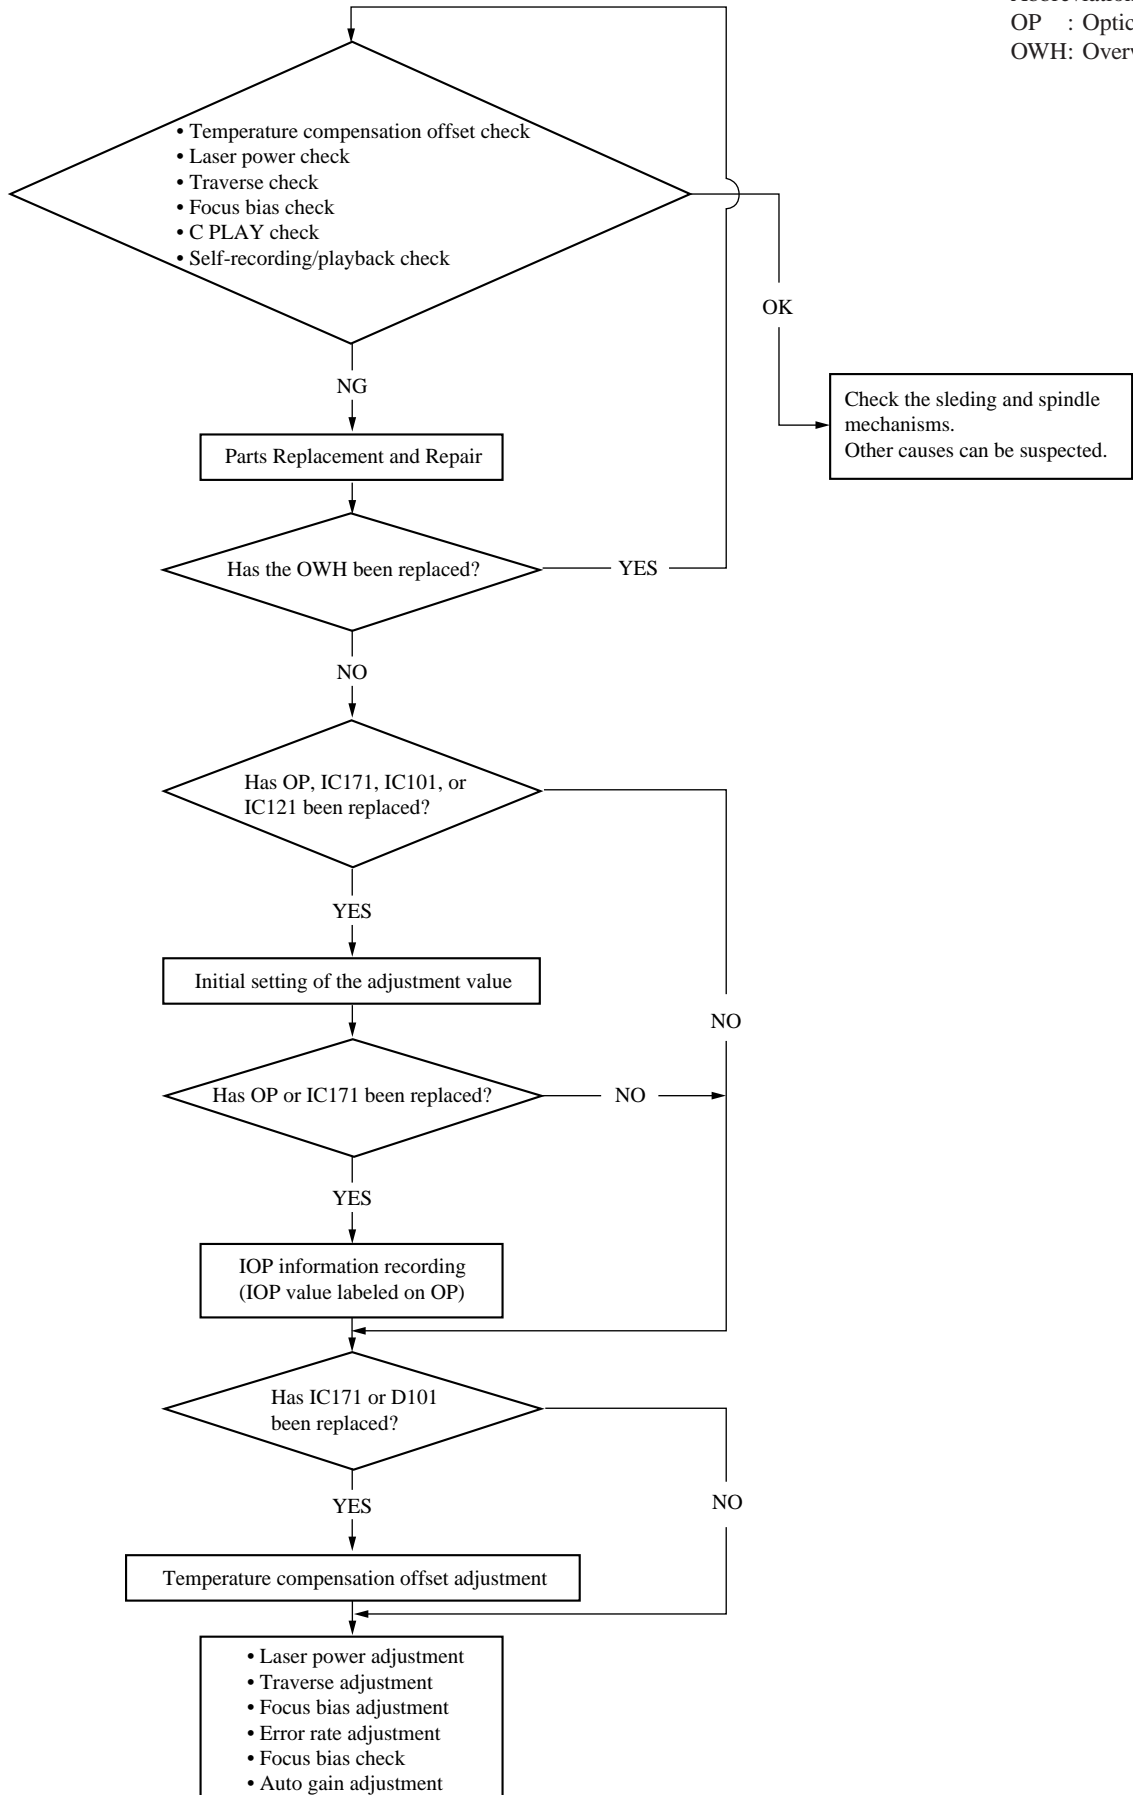 OP :
OWH:
• Temperature compensation offset check
• Laser power check
• Traverse check
• Focus bias check
• C PLAY check
• Self-recording/playback check
OK
NG
Check the sleding and spindle
mechanisms.
Other causes can be suspected.
Parts Replacement and Repair
Has the OWH been replaced?
YES
NO
Has OP, IC171, IC101, or
IC121 been replaced?
YES
Initial setting of the adjustment value
NO
Has OP or IC171 been replaced?
NO
YES
IOP information recording
(IOP value labeled on OP)
Has IC171 or D101
been replaced?
YES
NO
Temperature compensation offset adjustment
• Laser power adjustment
• Traverse adjustment
• Focus bias adjustment
• Error rate adjustment
• Focus bias check
• Auto gain adjustment